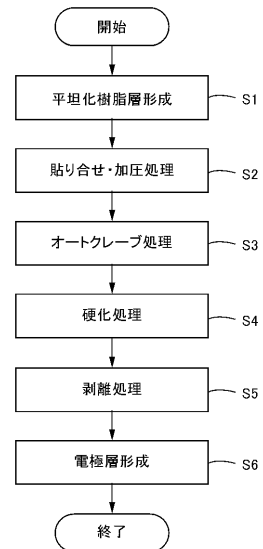 開始
平坦化樹脂層形成 S1
貼り合せ・加圧処理 S2
オートクレーブ処理 S3
硬化処理 S4
剥離処理 S5
電極層形成 S6
終了